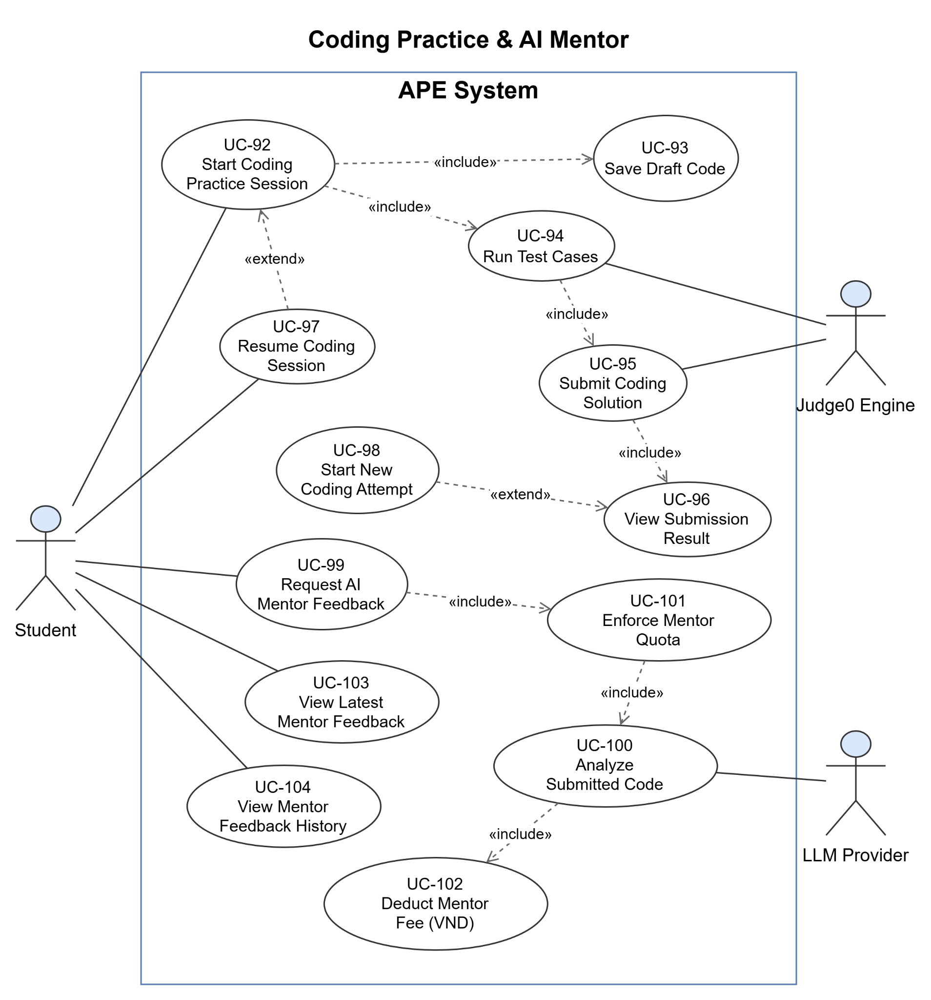 Coding Practice & AI Mentor
APE System
UC-92
Start Coding
Practice Session
«include»
UC-93
Save Draft Code
«include»
UC-94
Run Test Cases
«extend»
«include»
UC-97
Resume Coding
Session
UC-95
Submit Coding
Solution
Judge0 Engine
«include»
UC-98
Start New
Coding Attempt
«extend»
UC-96
View Submission
Result
Student
UC-99
Request AI
Mentor Feedback
«include»
UC-101
Enforce Mentor
Quota
«include»
UC-103
View Latest
Mentor Feedback
UC-100
Analyze
Submitted Code
LLM Provider
UC-104
View Mentor
Feedback History
«include»
UC-102
Deduct Mentor
Fee (VND)